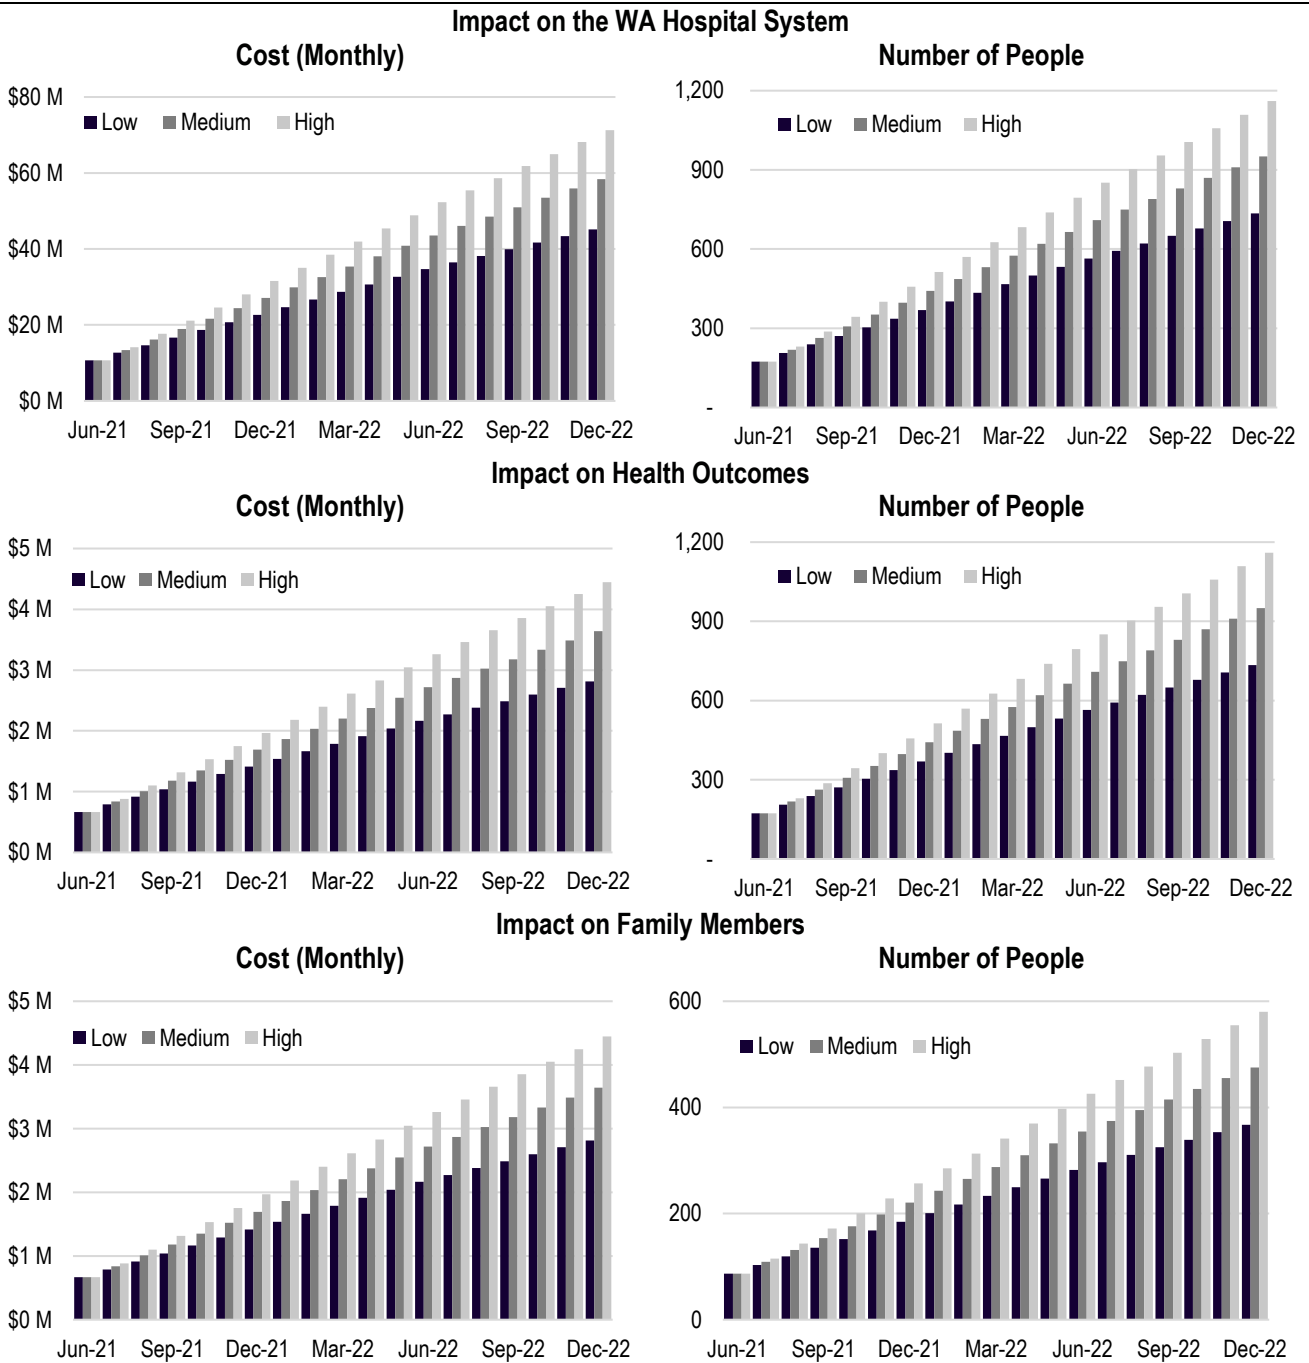 Impact on the WA Hospital System
Cost (Monthly)
$80 M
$60 M
$40 M
$20 M
$0 M
Low Medium High
Jun-21 Sep-21 Dec-21 Mar-22 Jun-22 Sep-22 Dec-22
Number of People
1,200
900
600
300
-
Low Medium High
Jun-21 Sep-21 Dec-21 Mar-22 Jun-22 Sep-22 Dec-22
Impact on Health Outcomes
Cost (Monthly)
$5 M
$4 M
$3 M
$2 M
$1 M
$0 M
Low Medium High
Jun-21 Sep-21 Dec-21 Mar-22 Jun-22 Sep-22 Dec-22
Number of People
1,200
900
600
300
-
Low Medium High
Jun-21 Sep-21 Dec-21 Mar-22 Jun-22 Sep-22 Dec-22
Impact on Family Members
Cost (Monthly)
$5 M
$4 M
$3 M
$2 M
$1 M
$0 M
Low Medium High
Jun-21 Sep-21 Dec-21 Mar-22 Jun-22 Sep-22 Dec-22
Number of People
600
400
200
0
Low Medium High
Jun-21 Sep-21 Dec-21 Mar-22 Jun-22 Sep-22 Dec-22